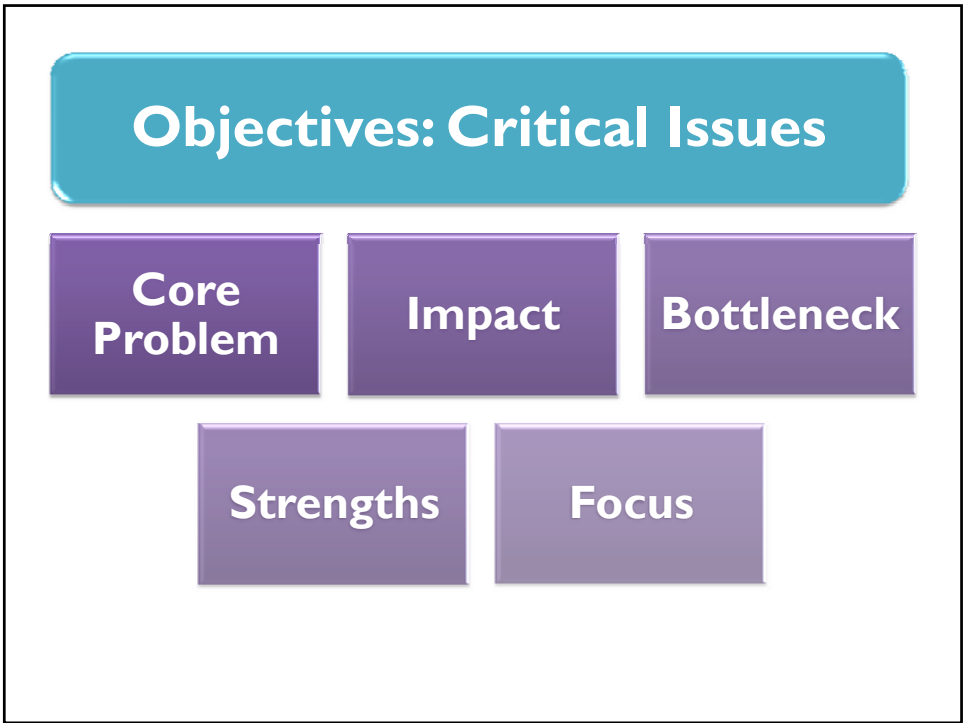 Objectives: Critical Issues
Core
Problem
Impact
Bottleneck
Strengths
Focus